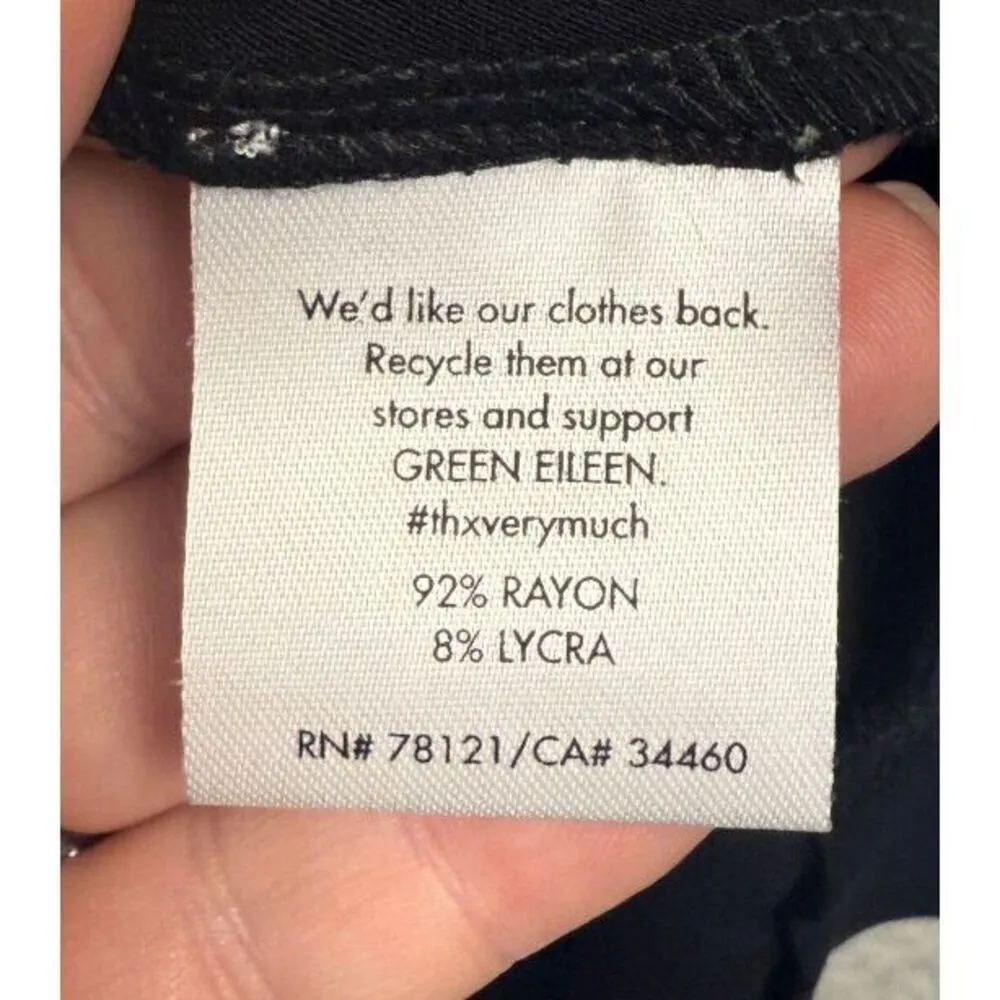 We'd like our clothes back.
Recycle them at our
stores and support
GREEN EILEEN.
#thxverymuch
92% RAYON
8% LYCRA
RN# 78121/CA# 34460